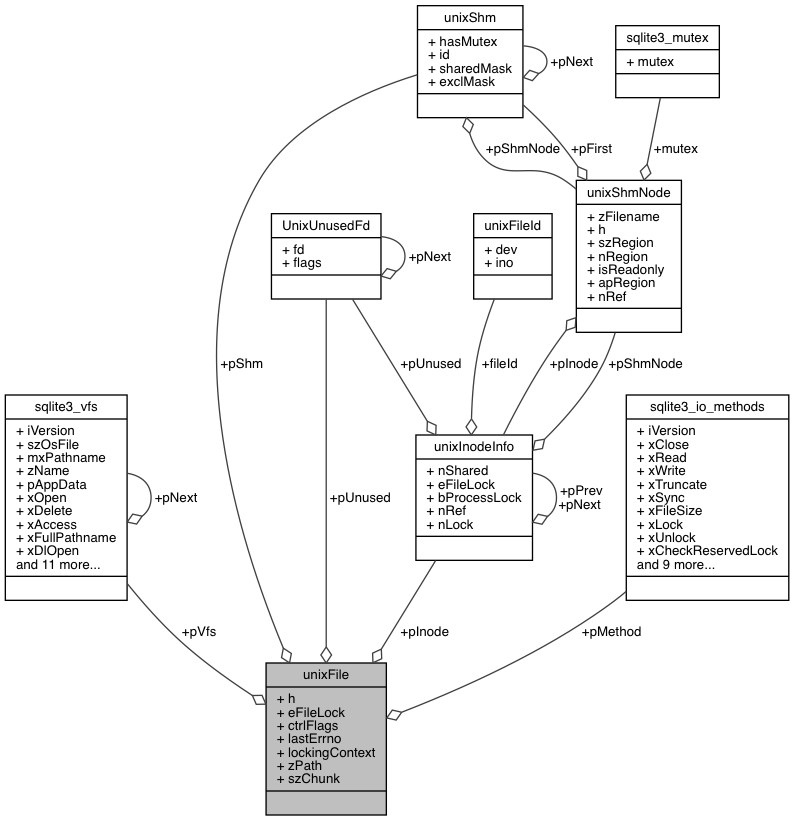 unixShm
+ hasMutex
+ id
+ sharedMask
+ exclMask
+pNext
sqlite3_mutex
+ mutex
+pShmNode
+pFirst
+mutex
unixShmNode
+ zFilename
+ h
+ szRegion
+ nRegion
+ isReadonly
+ apRegion
+ nRef
UnixUnusedFd
+ fd
+ flags
+pNext
unixFileId
+ dev
+ ino
+pShm
+pUnused
+fileId
+pInode
+pShmNode
sqlite3_vfs
+ iVersion
+ szOsFile
+ mxPathname
+ zName
+ pAppData
+ xOpen
+ xDelete
+ xAccess
+ xFullPathname
+ xDlOpen
and 11 more...
+pNext
+pUnused
unixInodeInfo
+ nShared
+ eFileLock
+ bProcessLock
+ nRef
+ nLock
+pPrev
+pNext
sqlite3_io_methods
+ iVersion
+ xClose
+ xRead
+ xWrite
+ xTruncate
+ xSync
+ xFileSize
+ xLock
+ xUnlock
+ xCheckReservedLock
and 9 more...
+pVfs
+pInode
+pMethod
unixFile
+ h
+ eFileLock
+ ctrlFlags
+ lastErrno
+ lockingContext
+ zPath
+ szChunk